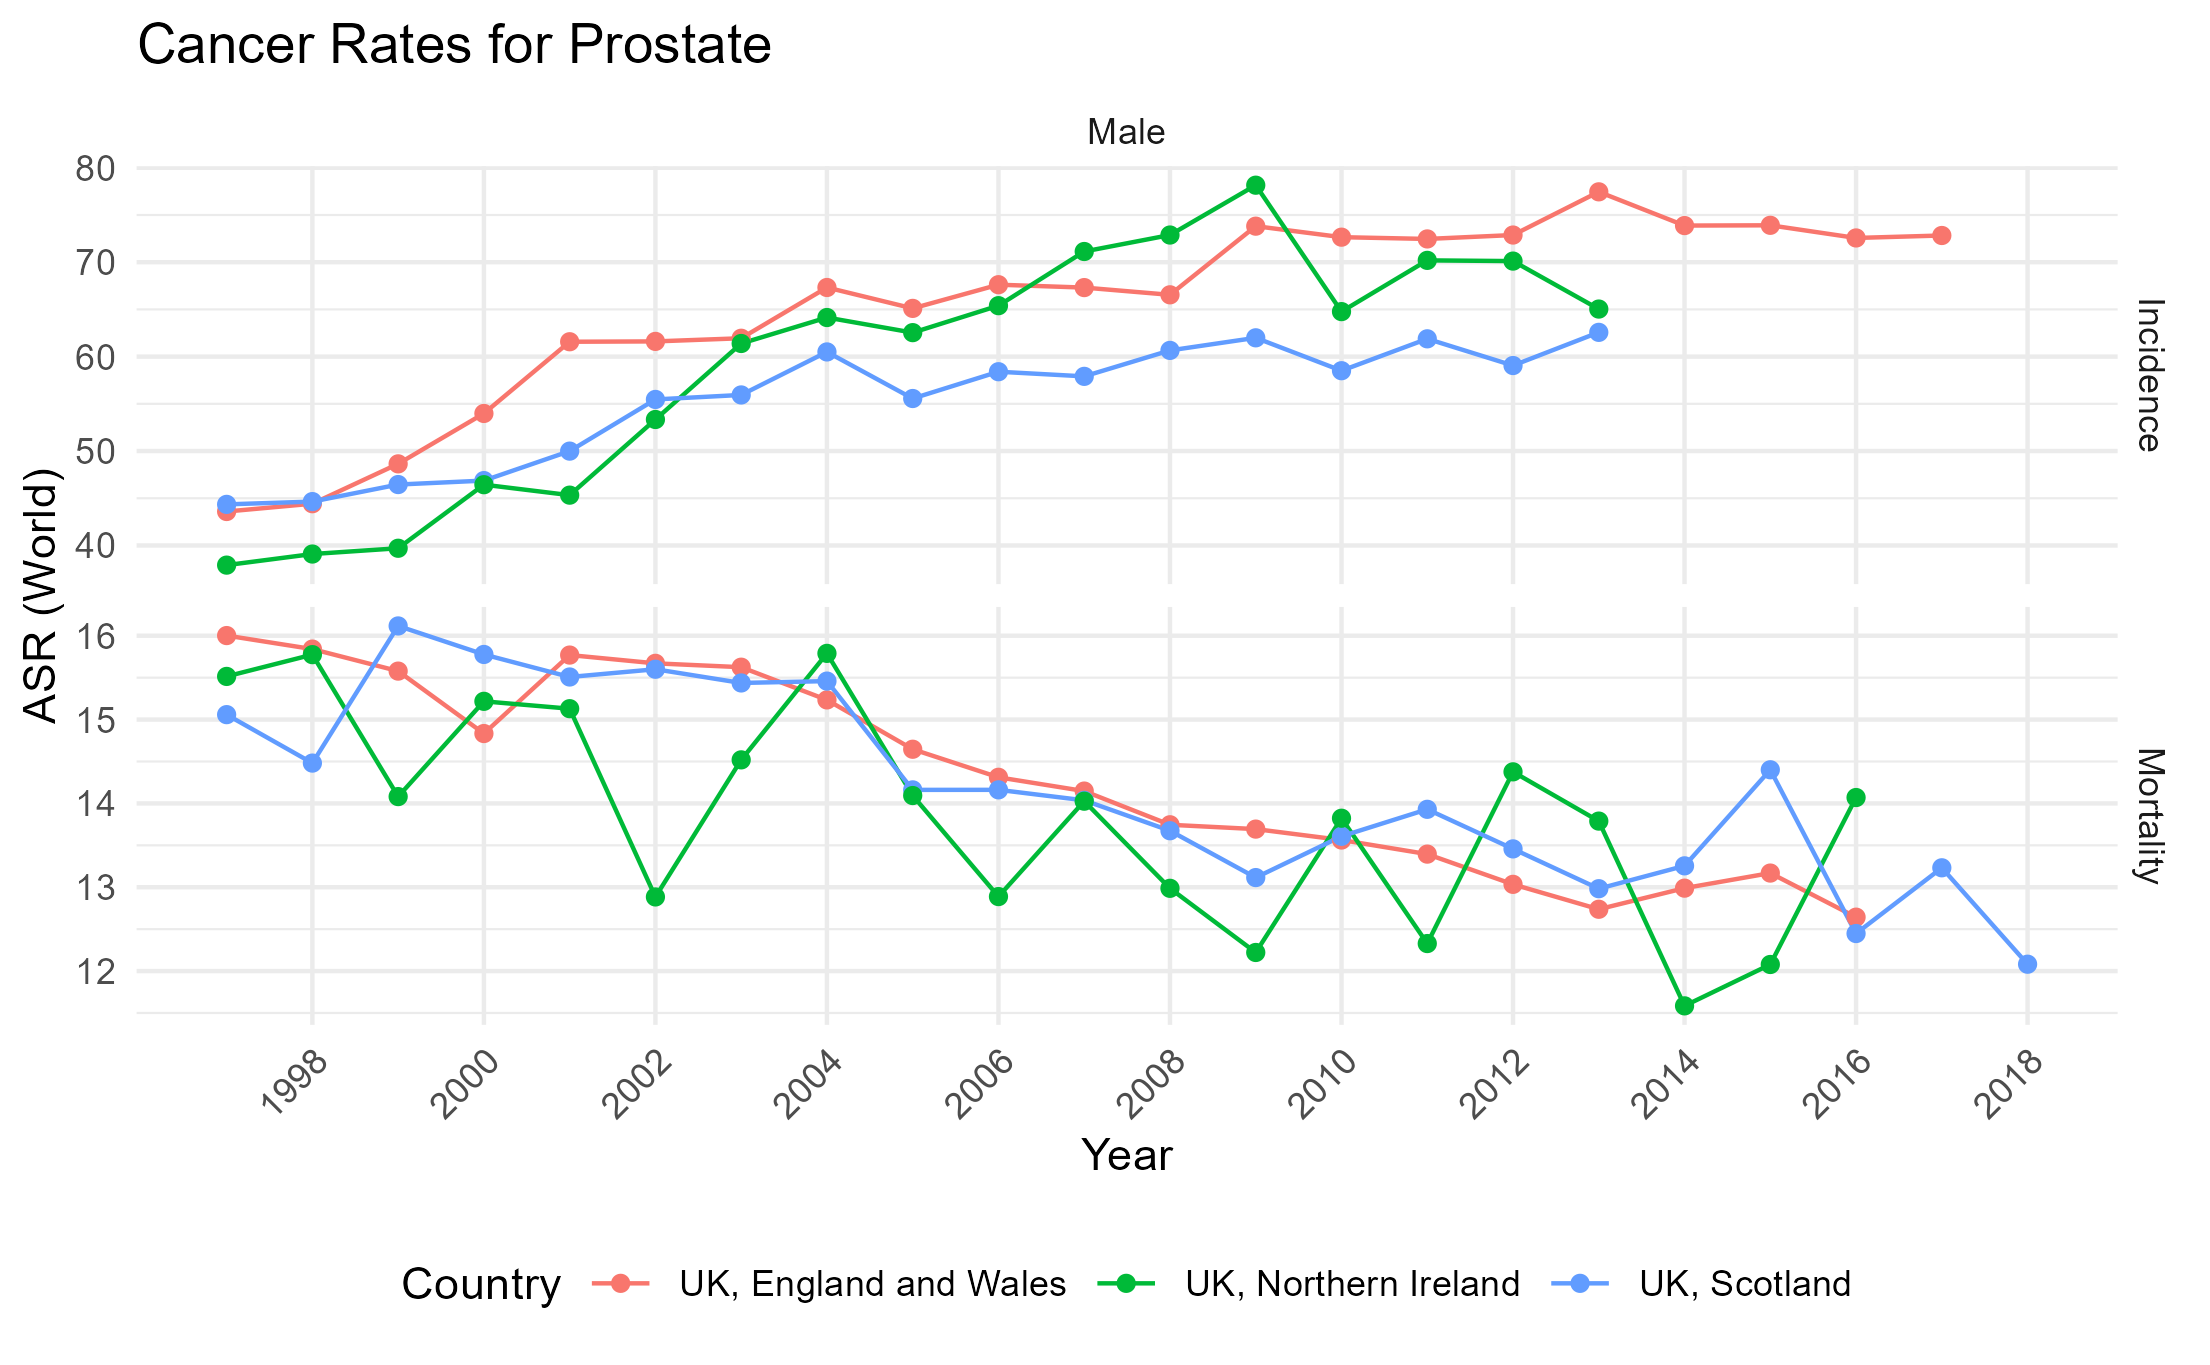 Cancer Rates for Prostate
Male
80
70
60
50
40
Incidence
ASR (World)
16
15
14
13
12
Mortality
1998
2000
2002
2004
2006
2008
2010
2012
2014
2016
2018
Year
Country
UK, England and Wales
UK, Northern Ireland
UK, Scotland